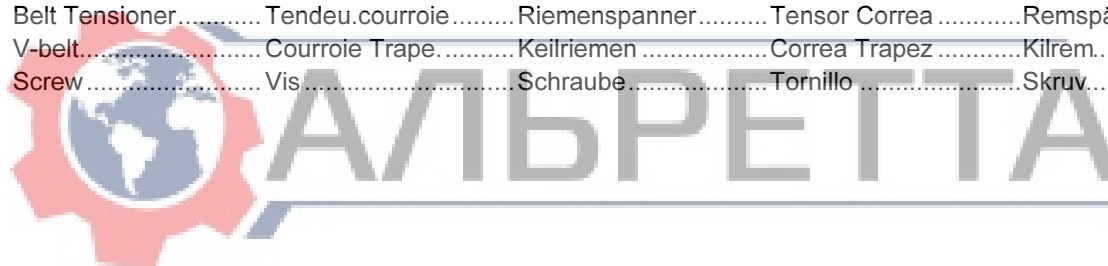 Belt Tensioner............Tendeu.courroie.........Riemenspanner..........Tensor Correa............
V-belt..........................Courroie Trape............Keilriemen..................Correa Trapez............Kilrem..
Screw.........................Vis..............................Schraube....................Tornillo.......................Skruv...
АЛЬРЕТТА